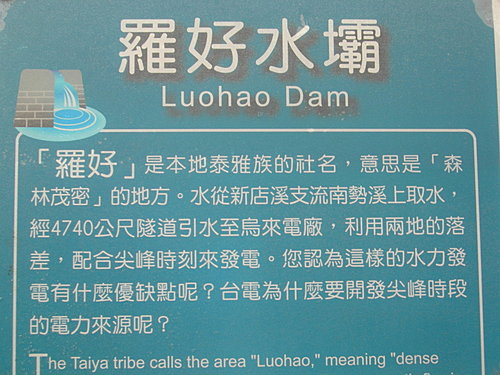 羅好水壩
Luohao Dam
「羅好」是本地泰雅族的社名，意思是「森
林茂密」的地方。水從新店溪支流南勢溪上取水，
經4740公尺隧道引水至烏來電廠，利用兩地的落
差，配合尖峰時刻來發電。您認為這樣的水力發
電有什麼優缺點呢？台電為什麼要開發尖峰時段
的電力來源呢？
The Taiya tribe calls the area "Luohao," meaning "dense